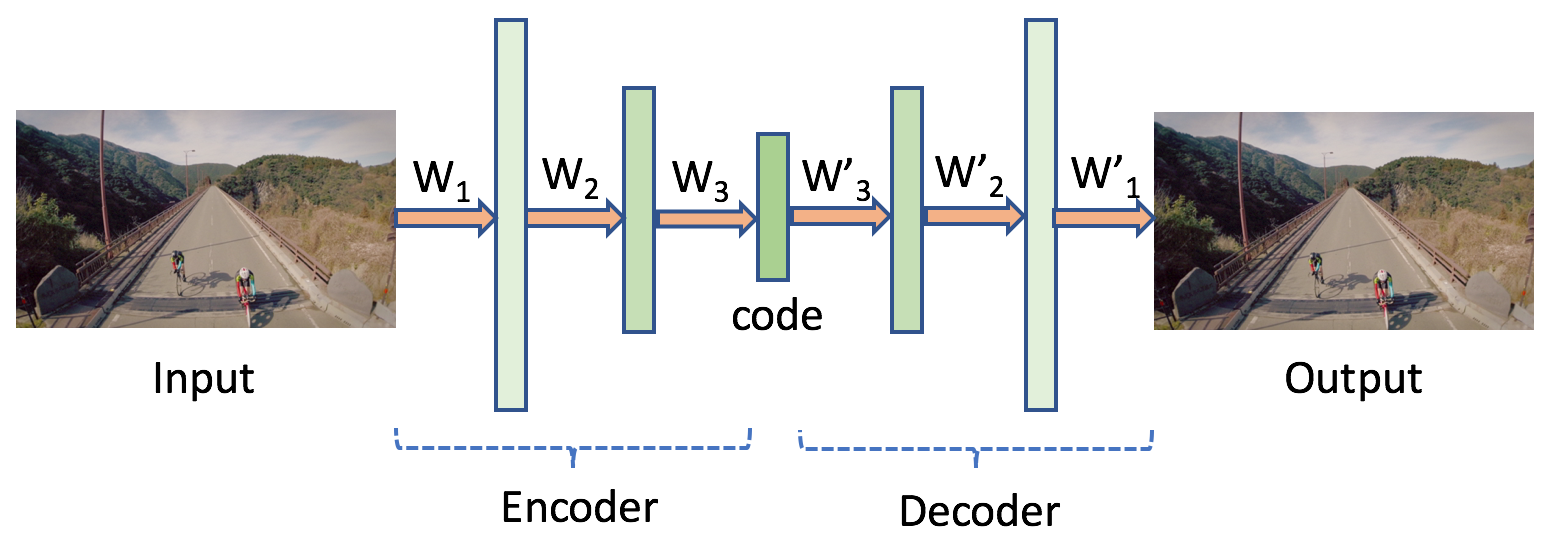 W1
W2
W3
W’3
W’2
W’1
code
Input
Output
Encoder
Decoder